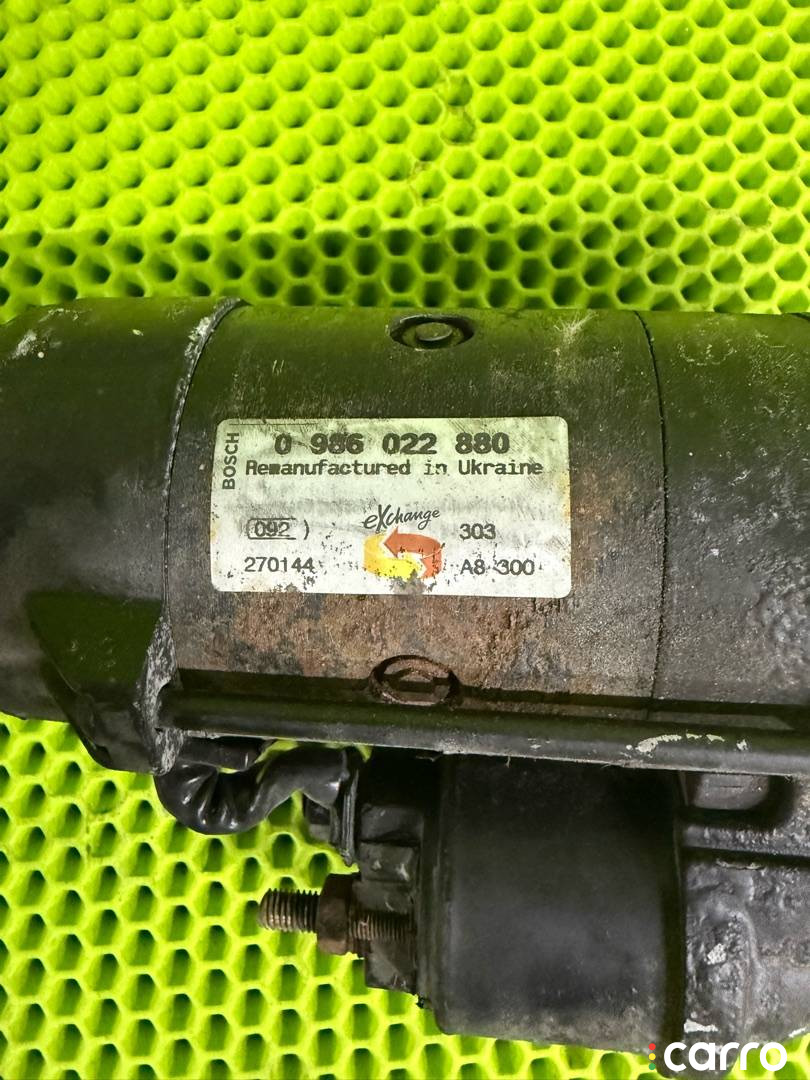 BOSCH
0 986 022 880
Remanufactured in Ukraine
(092)
eXchange
303
270144
A8 300
carro